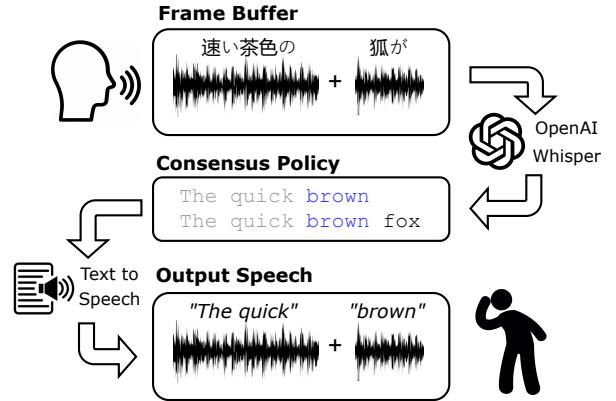 Frame Buffer
速い茶色の + 狐が
OpenAI
Whisper
Consensus Policy
The quick brown
The quick brown fox
Text to
Speech
Output Speech
"The quick" + "brown"